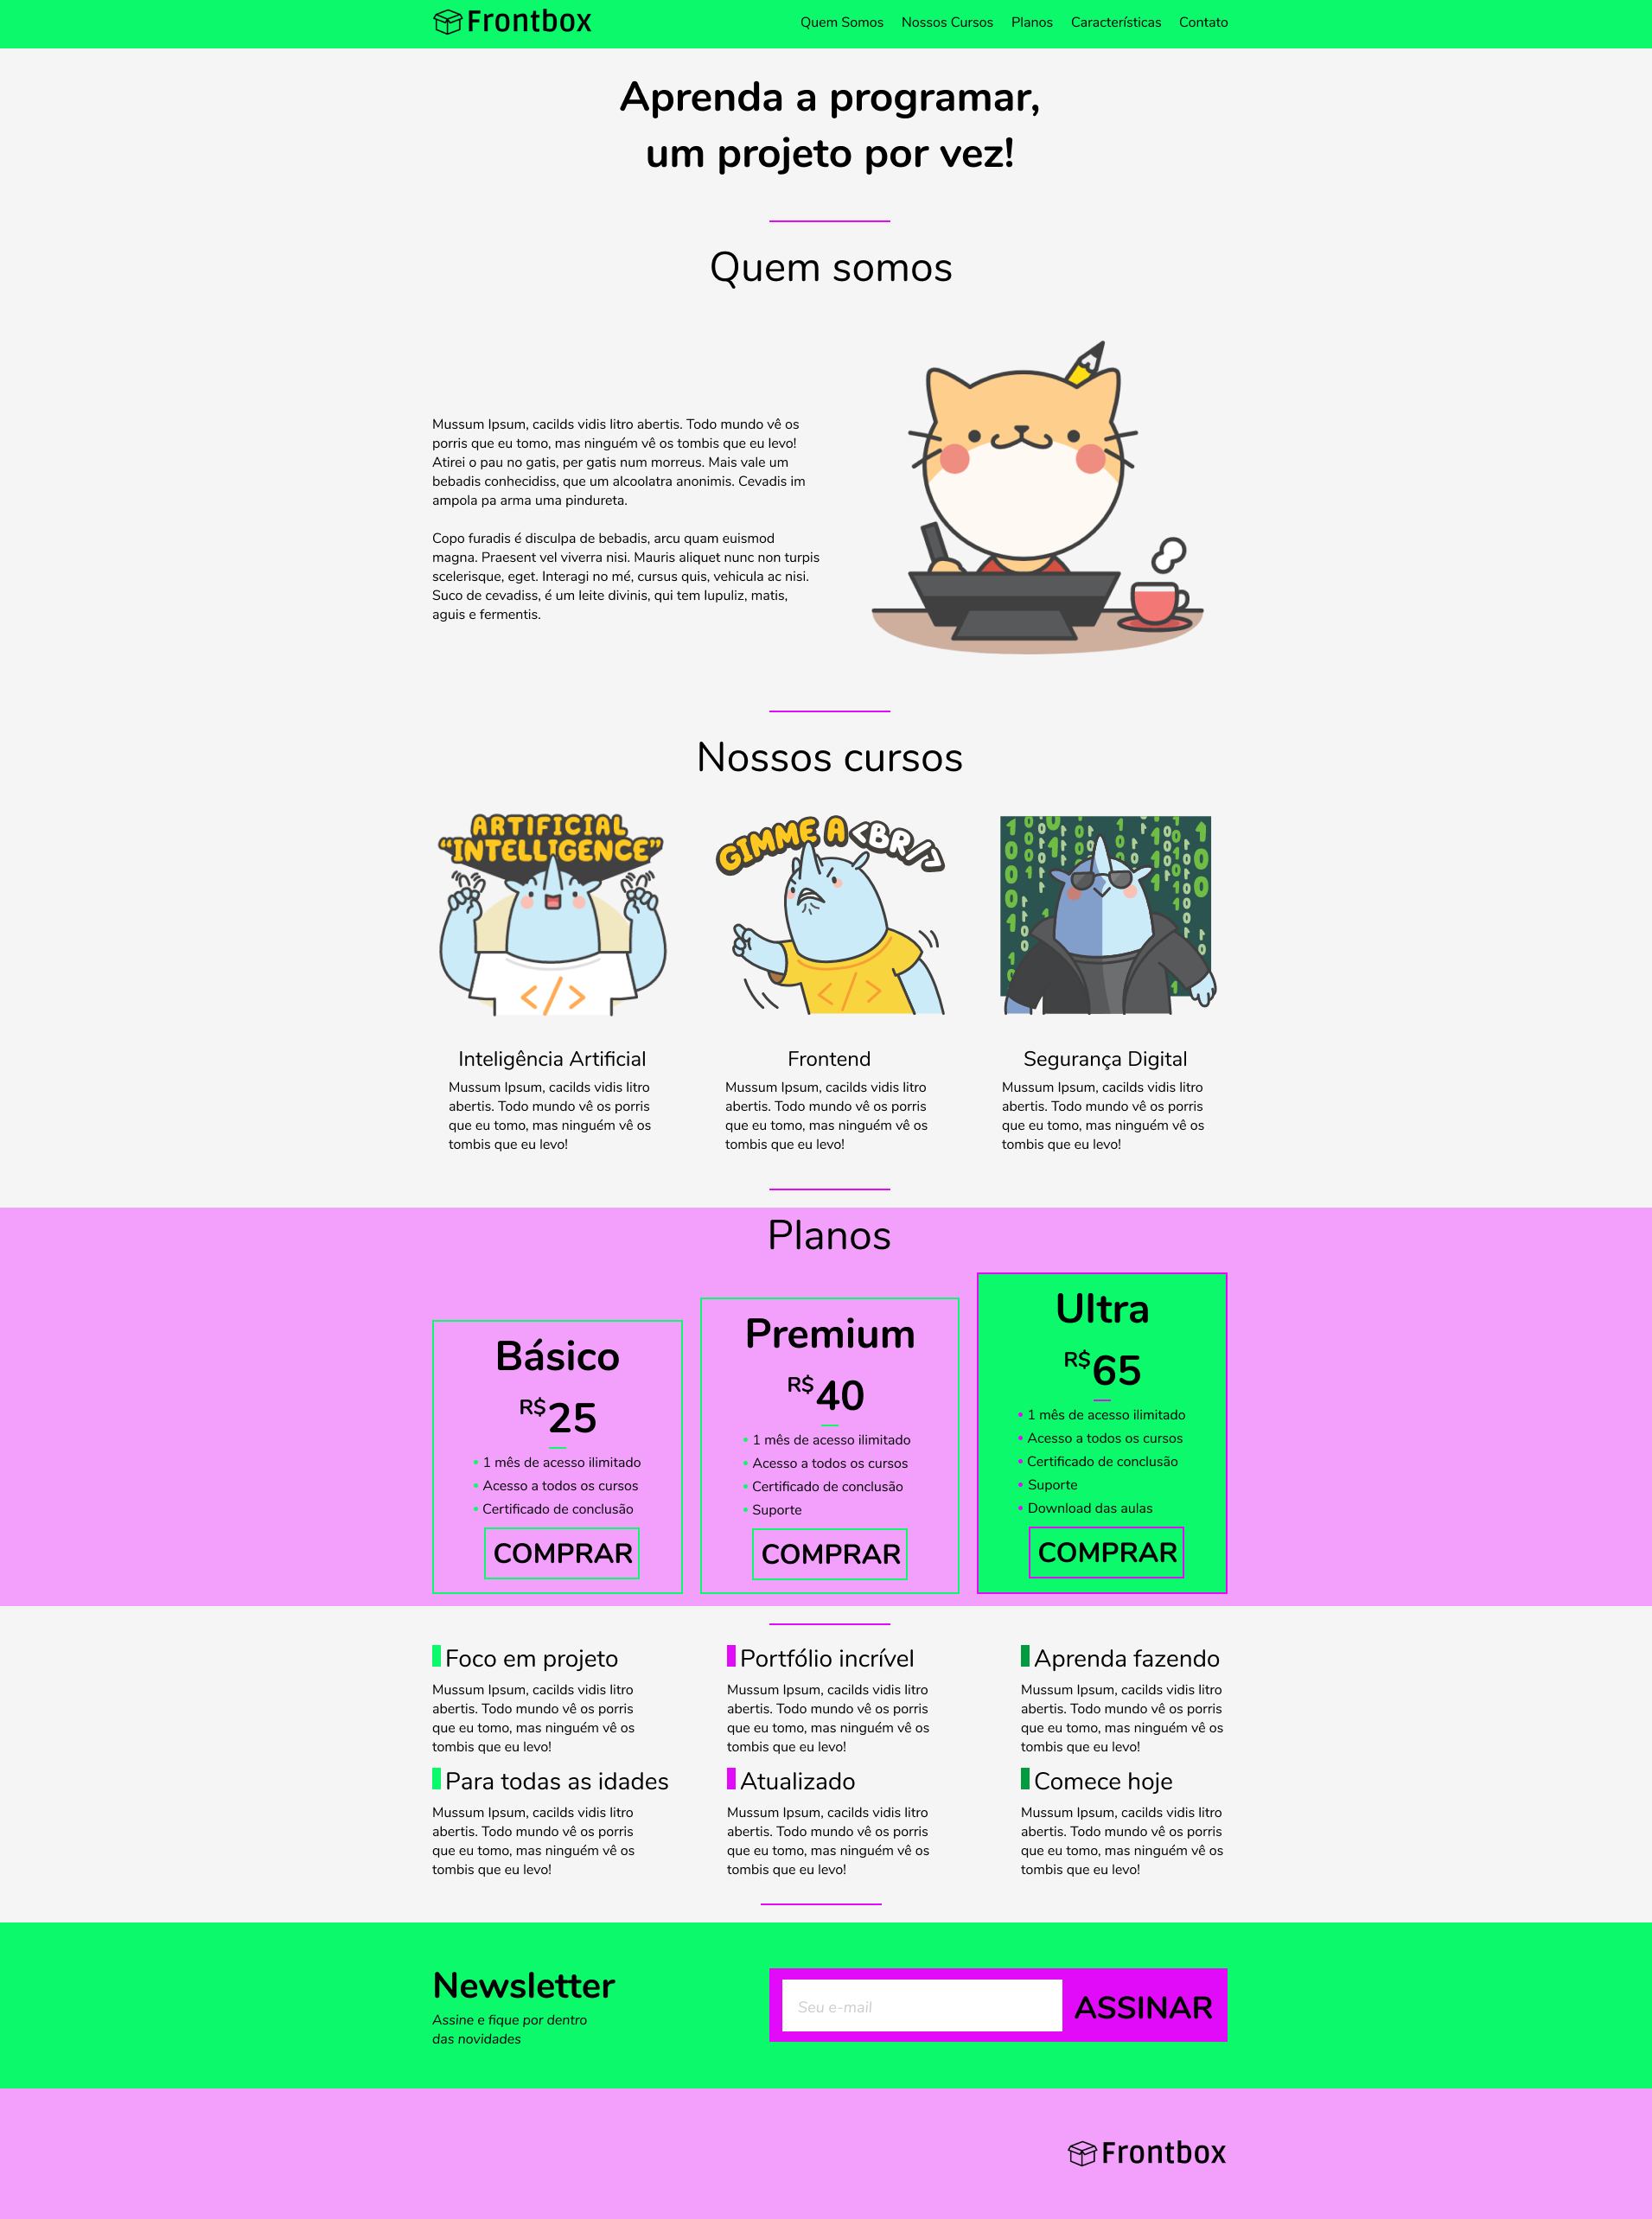 Frontbox
Quem Somos Nossos Cursos Planos Características Contato
Aprenda a programar,
um projeto por vez!
Quem somos
Mussum Ipsum, cacilds vidis litro abertis. Todo mundo vê os
porris que eu tomo, mas ninguém vê os tombis que eu levo!
Atirei o pau no gatis, per gatis num morreus. Mais vale um
bebadis conhecidiss, que um alcoolatra anonimis. Cevadis im
ampola pa arma uma pindureta.
Copo furadis é disculpa de bebadis, arcu quam euismod
magna. Praesent vel viverra nisi. Mauris aliquet nunc non turpis
scelerisque, eget. Interagi no mé, cursus quis, vehicula ac nisi.
Suco de cevadiss, é um leite divinis, qui tem lupuliz, matis,
aguis e fermentis.
Nossos cursos
ARTIFICIAL
"INTELLIGENCE"
</>
Inteligência Artificial
Mussum Ipsum, cacilds vidis litro
abertis. Todo mundo vê os porris
que eu tomo, mas ninguém vê os
tombis que eu levo!
GIMME A <BR/>
</>
Frontend
Mussum Ipsum, cacilds vidis litro
abertis. Todo mundo vê os porris
que eu tomo, mas ninguém vê os
tombis que eu levo!
Segurança Digital
Mussum Ipsum, cacilds vidis litro
abertis. Todo mundo vê os porris
que eu tomo, mas ninguém vê os
tombis que eu levo!
Planos
Básico
R$25
• 1 mês de acesso ilimitado
• Acesso a todos os cursos
• Certificado de conclusão
COMPRAR
Premium
R$40
• 1 mês de acesso ilimitado
• Acesso a todos os cursos
• Certificado de conclusão
• Suporte
COMPRAR
Ultra
R$65
• 1 mês de acesso ilimitado
• Acesso a todos os cursos
• Certificado de conclusão
• Suporte
• Download das aulas
COMPRAR
Foco em projeto
Mussum Ipsum, cacilds vidis litro
abertis. Todo mundo vê os porris
que eu tomo, mas ninguém vê os
tombis que eu levo!
Portfólio incrível
Mussum Ipsum, cacilds vidis litro
abertis. Todo mundo vê os porris
que eu tomo, mas ninguém vê os
tombis que eu levo!
Aprenda fazendo
Mussum Ipsum, cacilds vidis litro
abertis. Todo mundo vê os porris
que eu tomo, mas ninguém vê os
tombis que eu levo!
Para todas as idades
Mussum Ipsum, cacilds vidis litro
abertis. Todo mundo vê os porris
que eu tomo, mas ninguém vê os
tombis que eu levo!
Atualizado
Mussum Ipsum, cacilds vidis litro
abertis. Todo mundo vê os porris
que eu tomo, mas ninguém vê os
tombis que eu levo!
Comece hoje
Mussum Ipsum, cacilds vidis litro
abertis. Todo mundo vê os porris
que eu tomo, mas ninguém vê os
tombis que eu levo!
Newsletter
Assine e fique por dentro
das novidades
Seu e-mail
ASSINAR
Frontbox